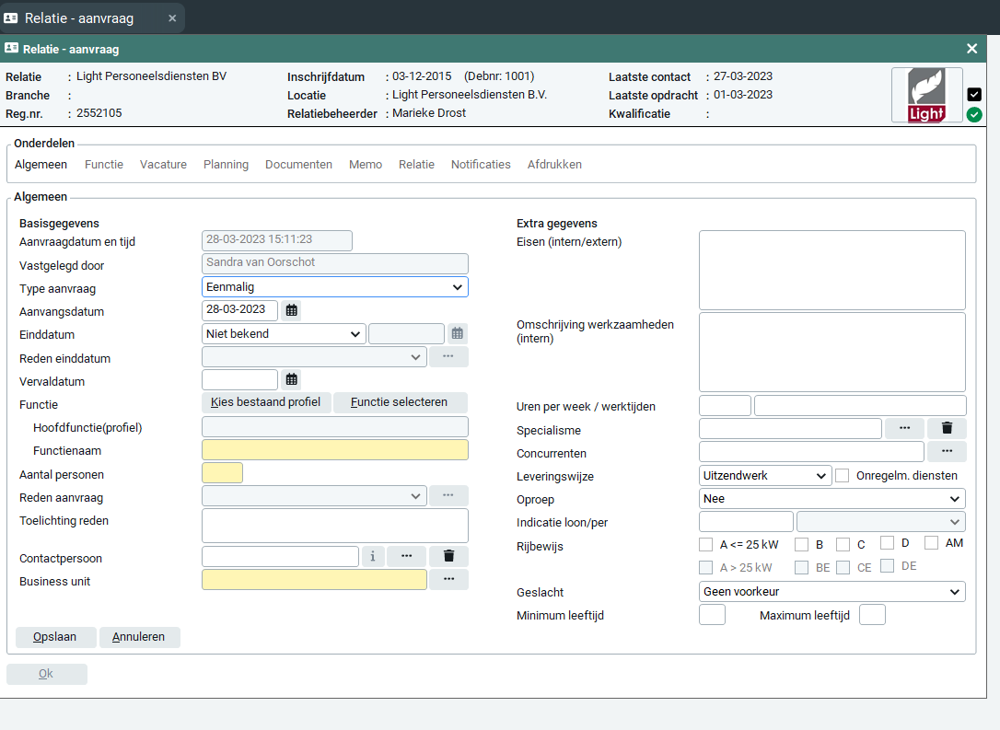 Relatie - aanvraag ×
Relatie - aanvraag ×
Relatie : Light Personeelsdiensten BV Inschrijfdatum : 03-12-2015 (Debnr: 1001) Laatste contact : 27-03-2023
Branche : Locatie : Light Personeelsdiensten B.V. Laatste opdracht : 01-03-2023
Reg.nr. : 2552105 Relatiebeheerder : Marieke Drost Kwalificatie :
Light
Onderdelen
Algemeen Functie Vacature Planning Documenten Memo Relatie Notificaties Afdrukken
Algemeen
Basisgegevens
Aanvraagdatum en tijd 28-03-2023 15:11:23
Vastgelegd door Sandra van Oorschot
Type aanvraag Eenmalig
Aanvangsdatum 28-03-2023
Einddatum Niet bekend
Reden einddatum ...
Vervaldatum
Functie Kies bestaand profiel Functie selecteren
Hoofdfunctie(profiel)
Functienaam
Aantal personen
Reden aanvraag ...
Toelichting reden
Contactpersoon i ...
Business unit ...
Extra gegevens
Eisen (intern/extern)
Omschrijving werkzaamheden
(intern)
Uren per week / werktijden
Specialisme ...
Concurrenten ...
Leveringswijze Uitzendwerk Onregelm. diensten
Oproep Nee
Indicatie loon/per
Rijbewijs A <= 25 kW B C D AM
A > 25 kW BE CE DE
Geslacht Geen voorkeur
Minimum leeftijd Maximum leeftijd
Opslaan Annuleren
Ok